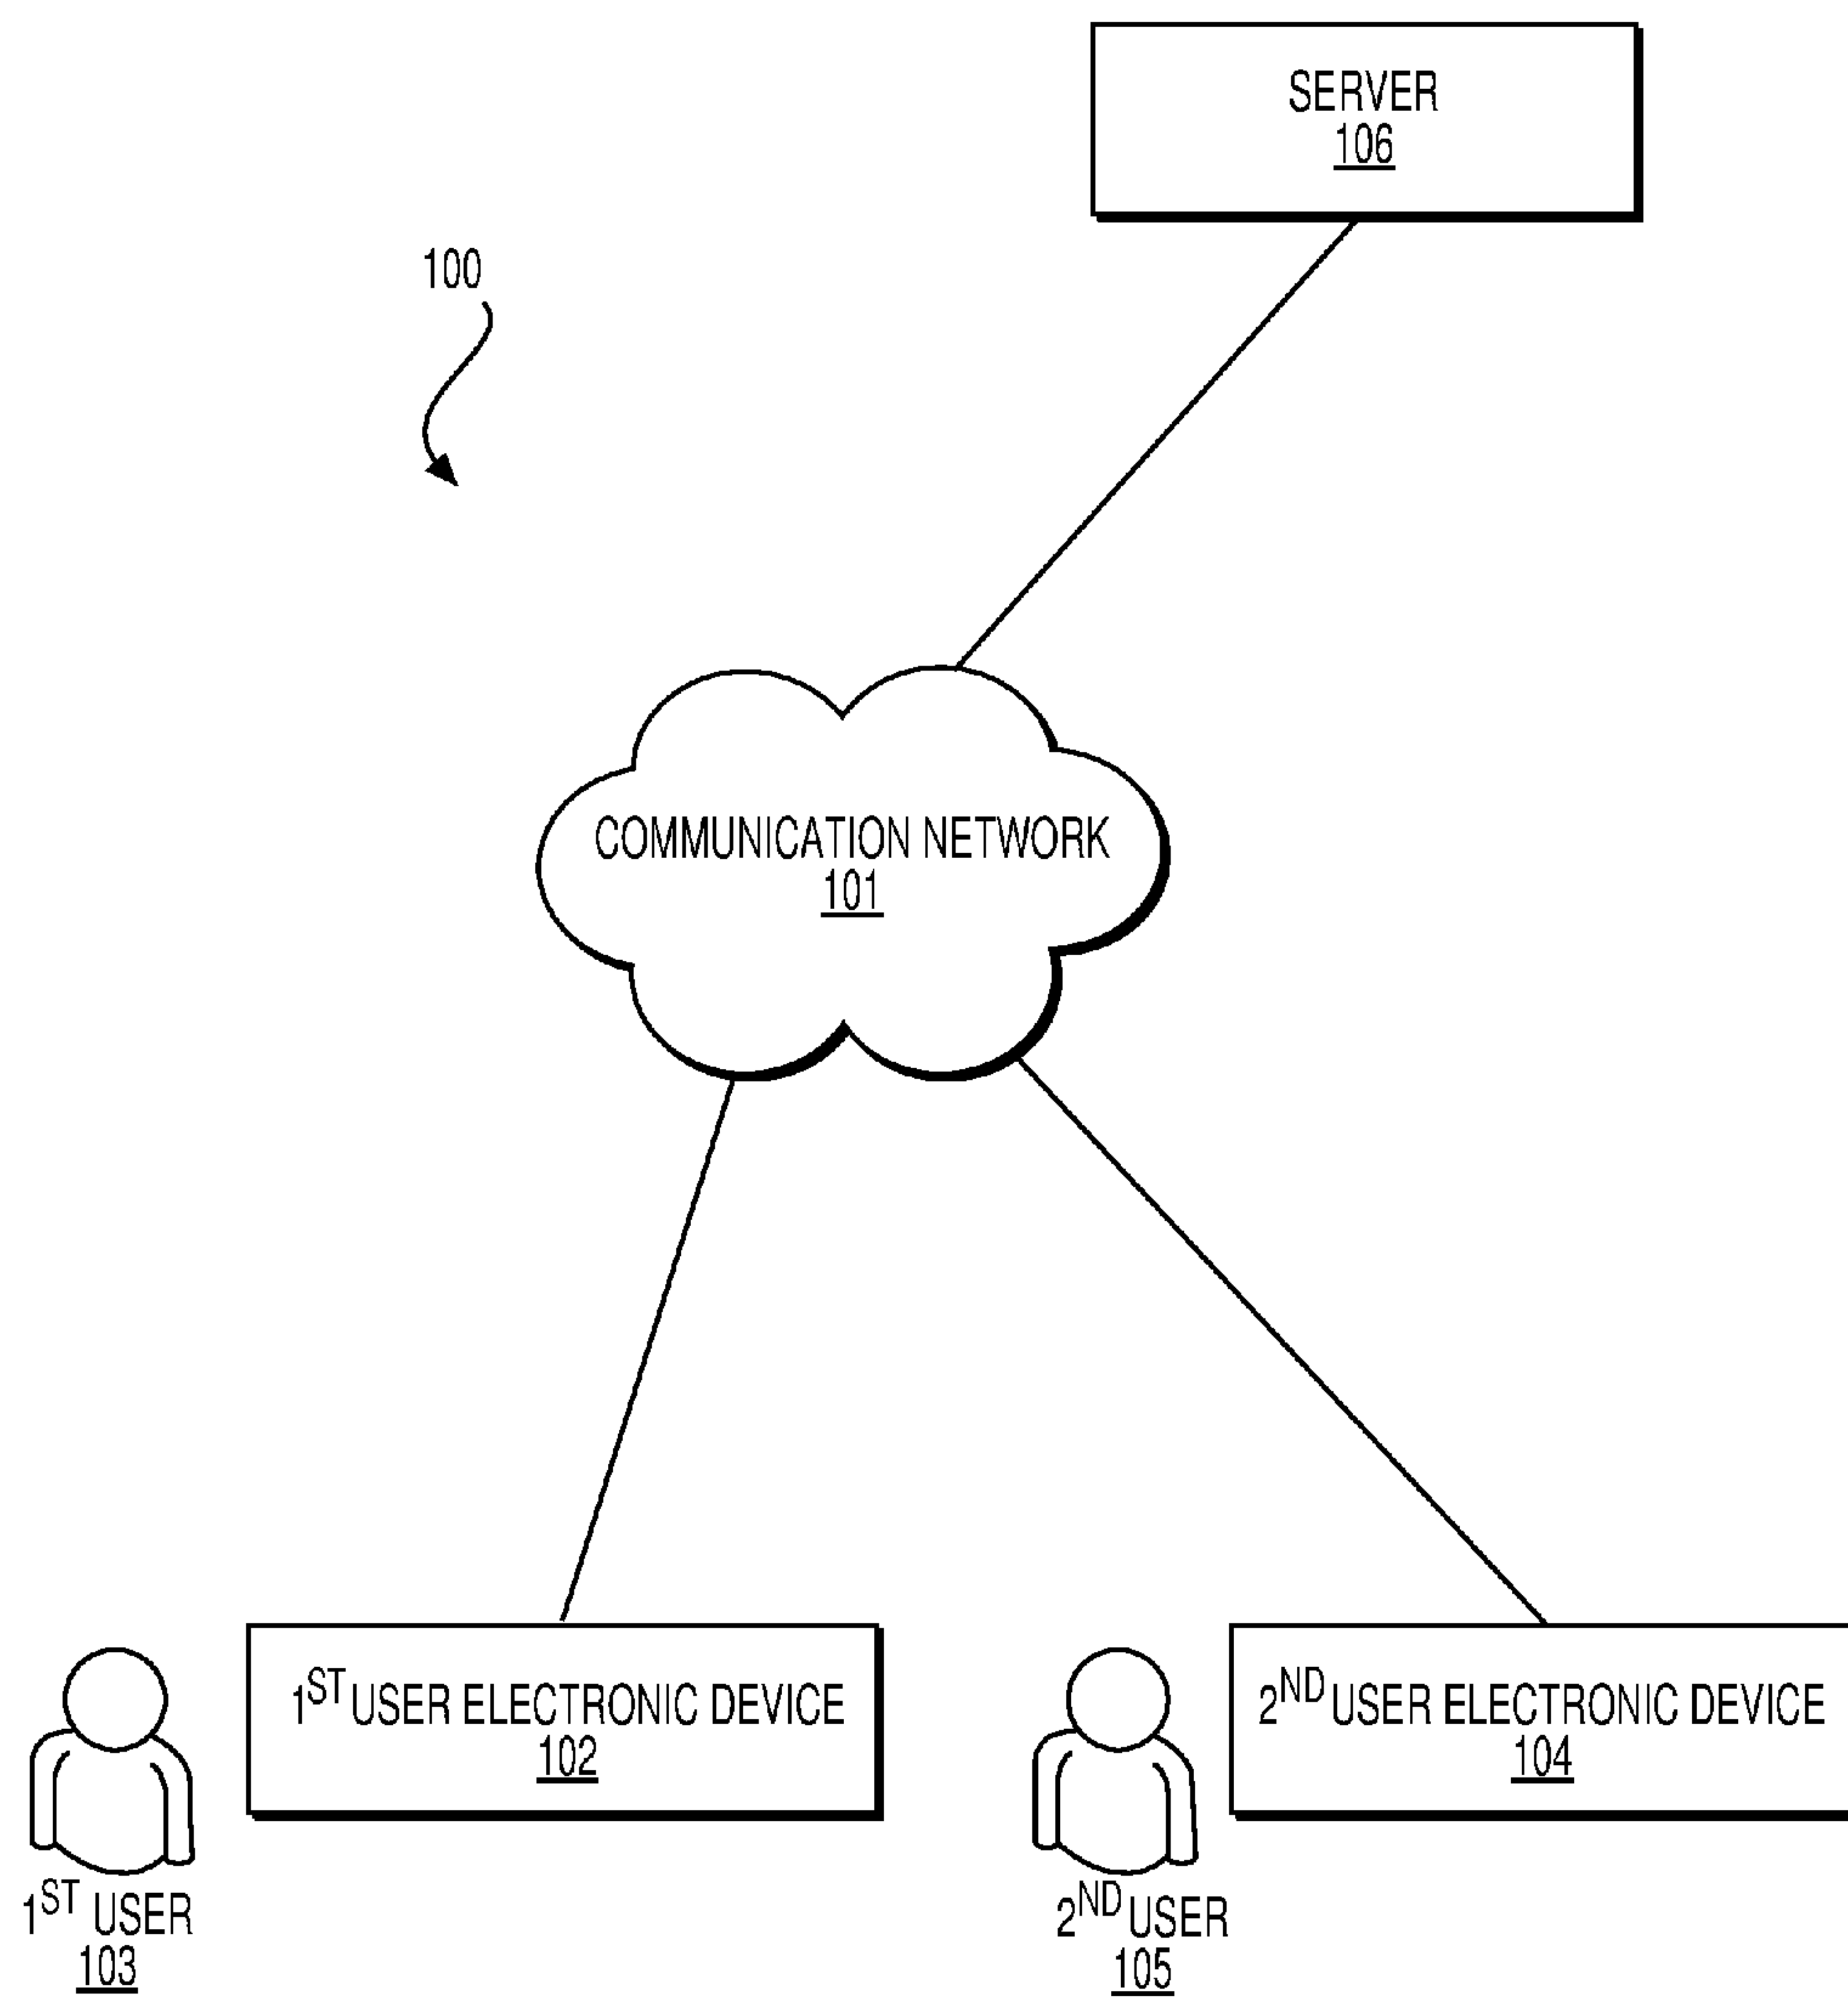 SERVER
106
100
COMMUNICATION NETWORK
101
1ST USER ELECTRONIC DEVICE
102
2ND USER ELECTRONIC DEVICE
104
1ST USER
103
2ND USER
105